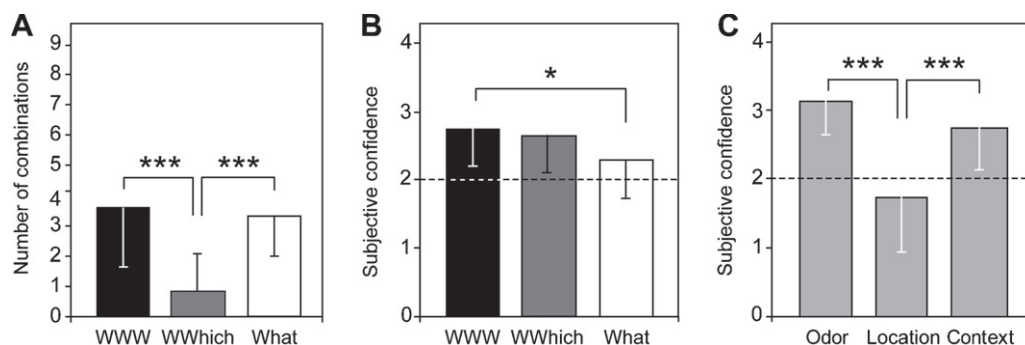 A
Number of combinations
9
8
7
6
5
4
3
2
1
0
***
***
WWW
WWhich
What
B
Subjective confidence
4
3
2
1
0
*
WWW
WWhich
What
C
Subjective confidence
4
3
2
1
0
***
***
Odor
Location
Context